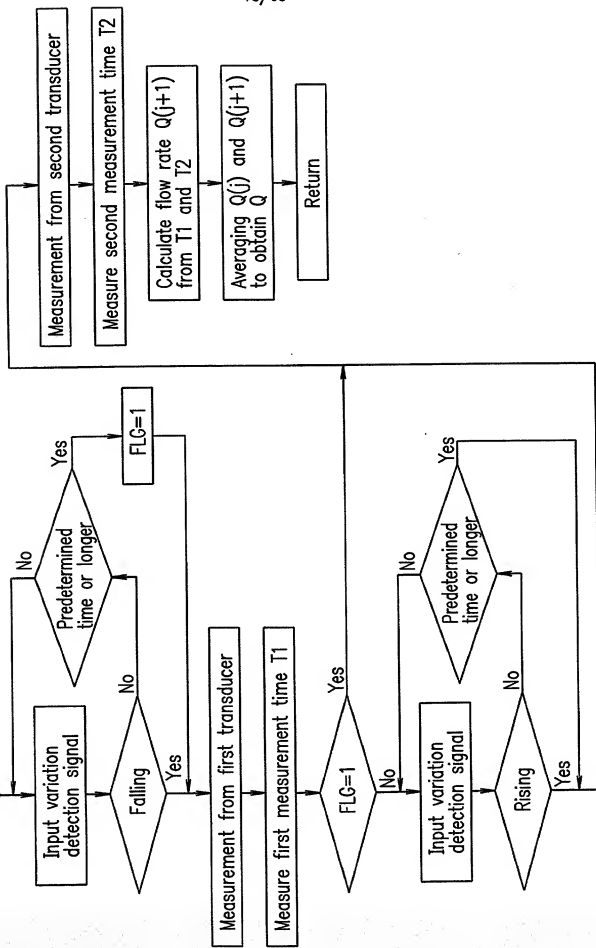 Input variation
detection signal
Falling
No
Yes
Predetermined
time or longer
No
Yes
FLG=1
Measurement from first transducer
Measure first measurement time T1
FLG=1
Yes
No
Input variation
detection signal
Rising
No
Yes
Predetermined
time or longer
No
Yes
Measurement from second transducer
Measure second measurement time T2
Calculate flow rate Q(j+1)
from T1 and T2
Averaging Q(j) and Q(j+1)
to obtain Q
Return